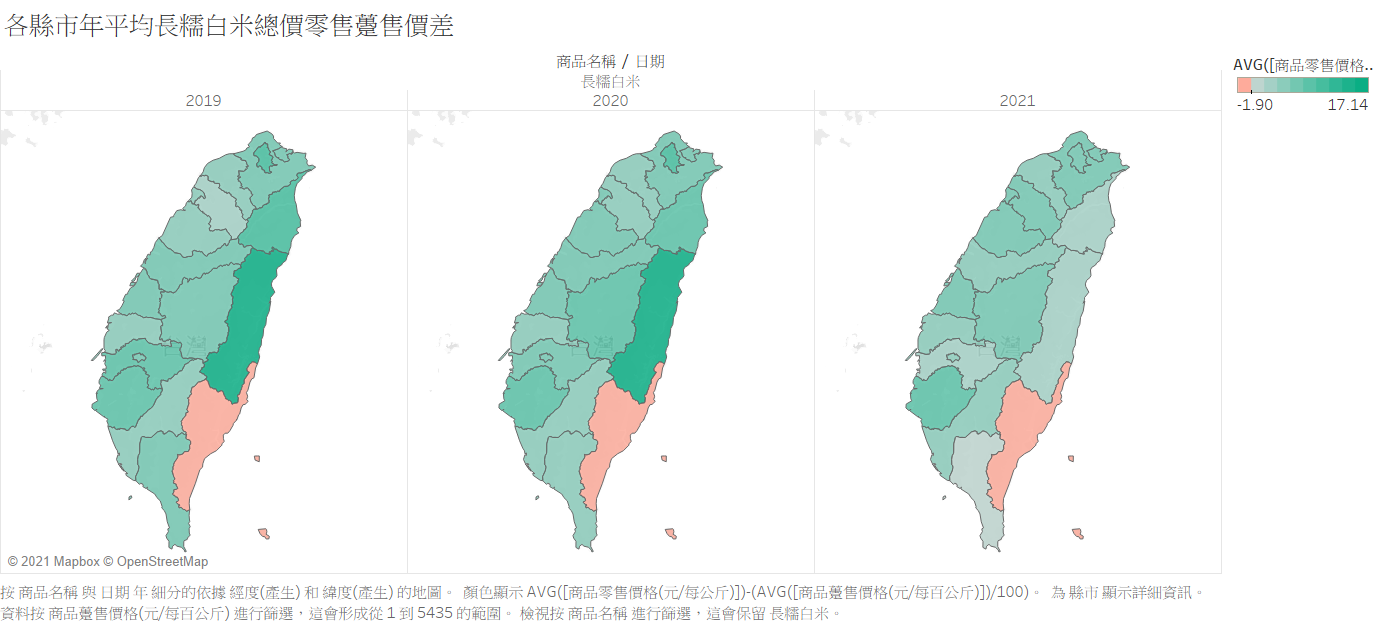 各縣市年平均長糯白米總價零售躉售價差
商品名稱 / 日期
長糯白米
2019
2020
2021
AVG([商品零售價格..
-1.90
17.14
© 2021 Mapbox © OpenStreetMap
按 商品名稱 與 日期 年 細分的依據 經度(產生) 和 緯度(產生) 的地圖。 顏色顯示 AVG([商品零售價格(元/每公斤)])-(AVG([商品躉售價格(元/每百公斤)])/100)。 為 縣市 顯示詳細資訊。
資料按 商品躉售價格(元/每百公斤) 進行篩選，這會形成從 1 到 5435 的範圍。 檢視按 商品名稱 進行篩選，這會保留 長糯白米。